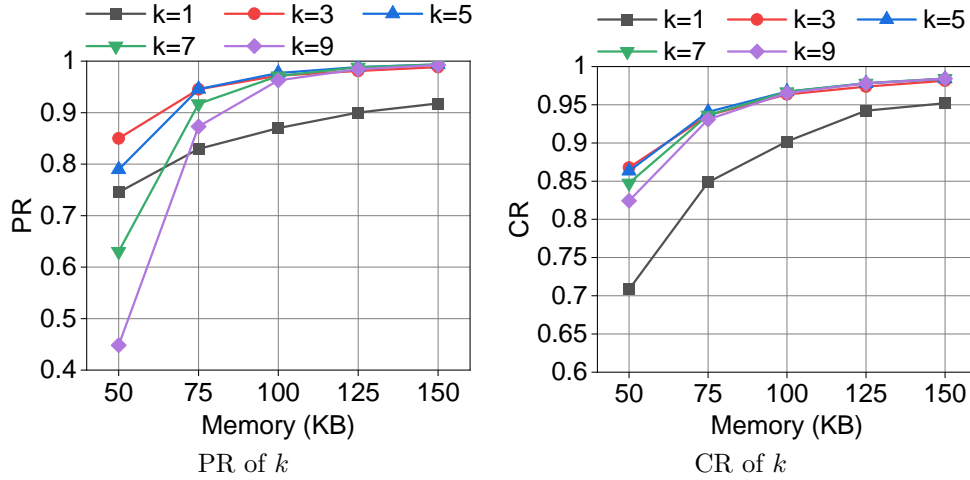 k=1 k=3 k=5
k=7 k=9
1
0.9
0.8
0.7
0.6
0.5
0.4
PR
50 75 100 125 150
Memory (KB)
PR of k
k=1 k=3 k=5
k=7 k=9
1
0.95
0.9
0.85
0.8
0.75
0.7
0.65
0.6
CR
50 75 100 125 150
Memory (KB)
CR of k